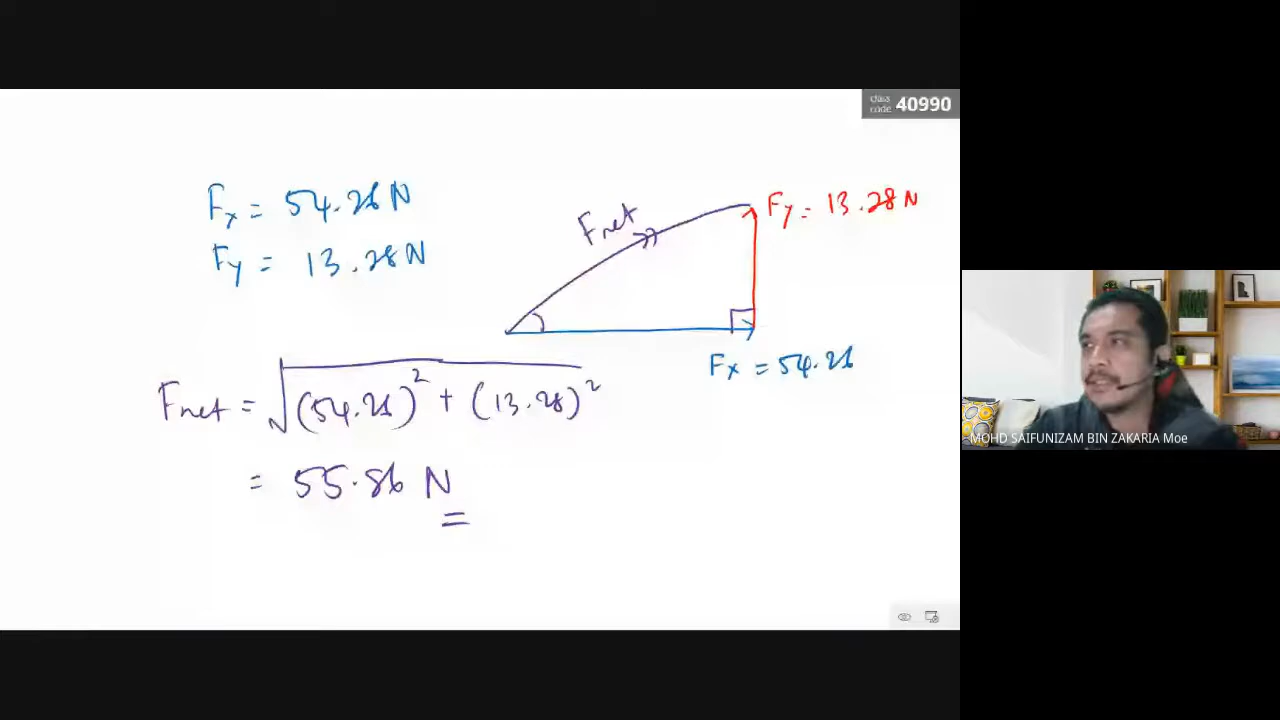 class code 40990
Fx = 54.26 N
Fy = 13.28 N
Fnet
Fy = 13.28 N
Fx = 54.26
Fnet = √(54.26)² + (13.28)²
= 55.86 N
MOHD SAIFUNIZAM BIN ZAKARIA Moe